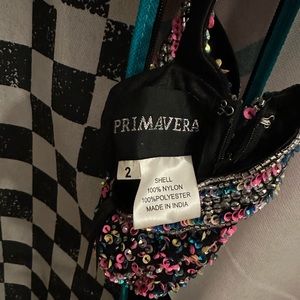 PRIMAVERA
2
SHELL
100% NYLON
100%POLYESTER
MADE IN INDIA